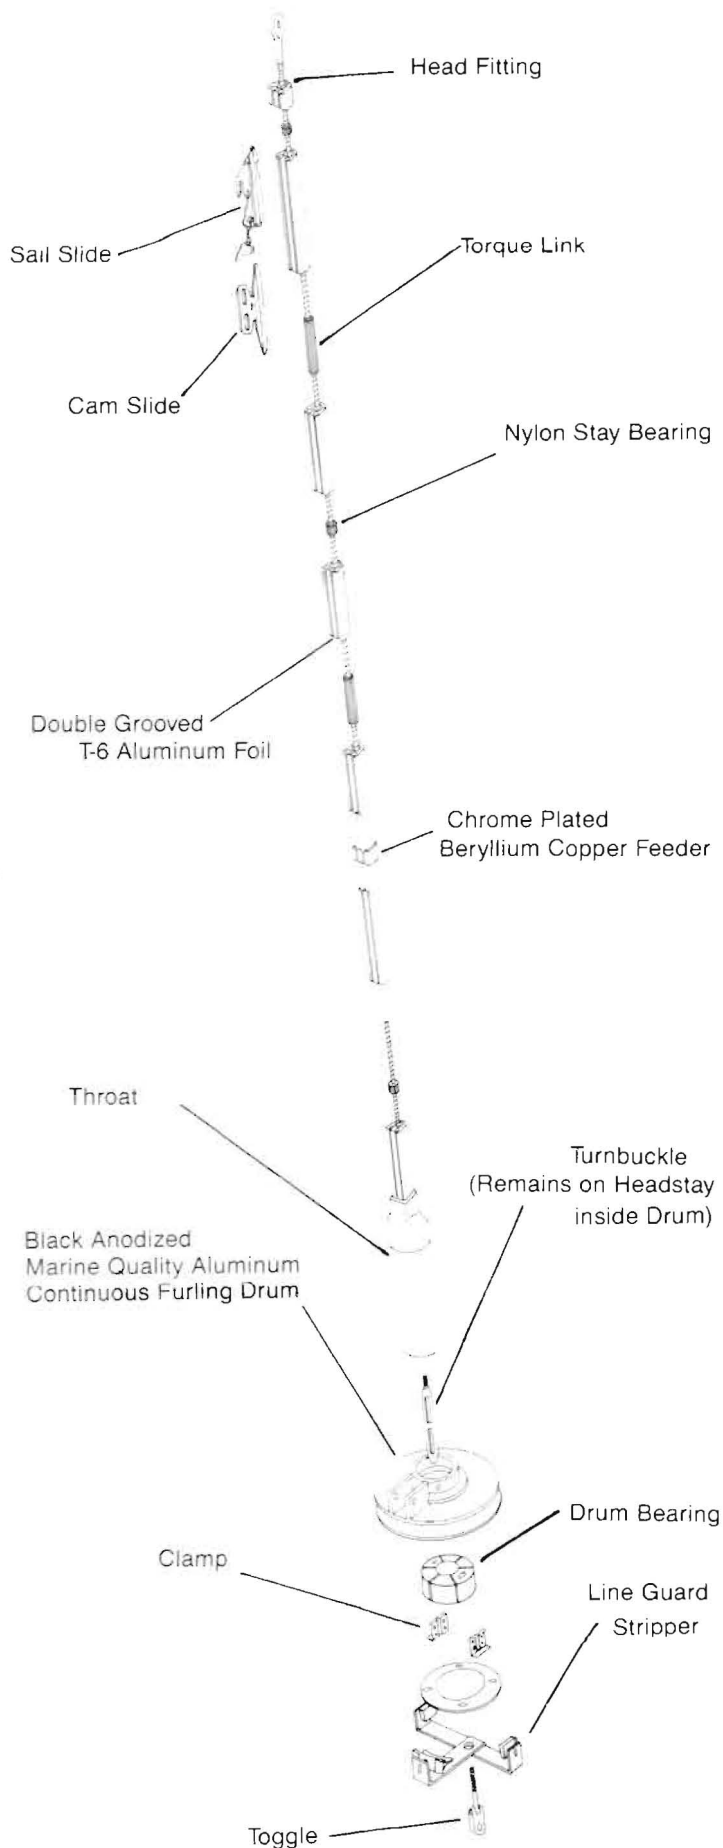 Head Fitting
Sail Slide
Torque Link
Cam Slide
Nylon Stay Bearing
Double Grooved
T-6 Aluminum Foil
Chrome Plated
Beryllium Copper Feeder
Throat
Turnbuckle
(Remains on Headstay
inside Drum)
Black Anodized
Marine Quality Aluminum
Continuous Furling Drum
Drum Bearing
Clamp
Line Guard
Stripper
Toggle